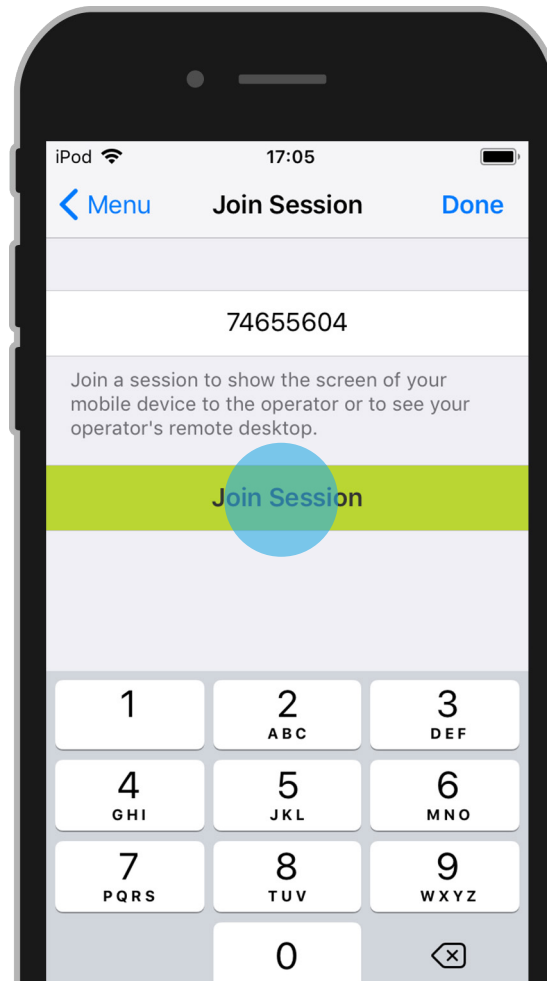 iPod 17:05
Menu Join Session Done
74655604
Join a session to show the screen of your
mobile device to the operator or to see your
operator's remote desktop.
Join Session
1 2 3
ABC DEF
4 5 6
GHI JKL MNO
7 8 9
PQRS TUV WXYZ
0